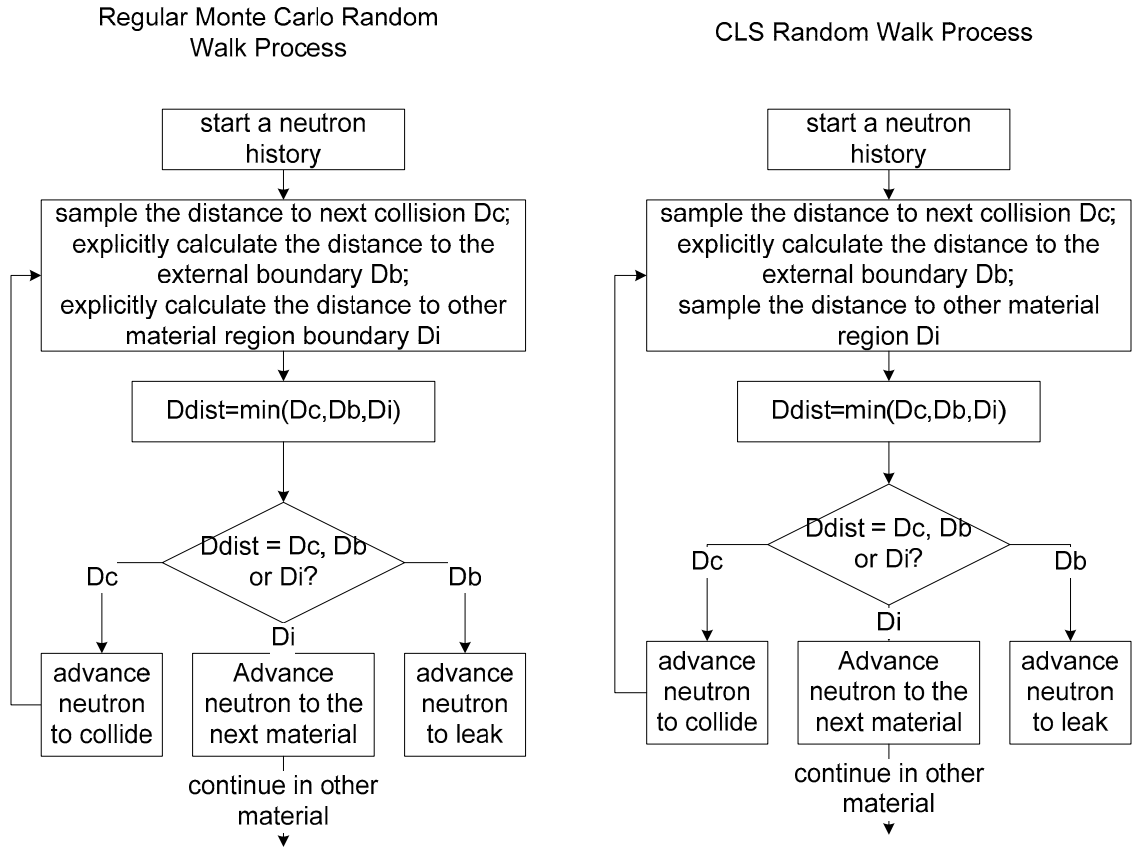 Regular Monte Carlo Random
Walk Process
start a neutron
history
sample the distance to next collision Dc;
explicitly calculate the distance to the
external boundary Db;
explicitly calculate the distance to other
material region boundary Di
Ddist=min(Dc,Db,Di)
Ddist = Dc, Db
or Di?
Dc
Db
Di
advance
neutron
to collide
Advance
neutron to the
next material
advance
neutron
to leak
continue in other
material
CLS Random Walk Process
start a neutron
history
sample the distance to next collision Dc;
explicitly calculate the distance to the
external boundary Db;
sample the distance to other material
region Di
Ddist=min(Dc,Db,Di)
Ddist = Dc, Db
or Di?
Dc
Db
Di
advance
neutron
to collide
Advance
neutron to the
next material
advance
neutron
to leak
continue in other
material